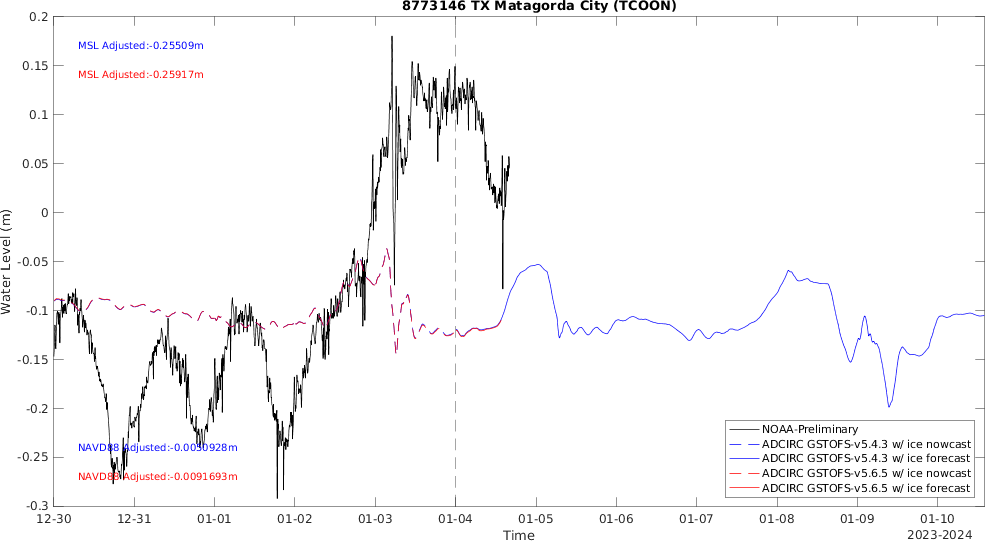 8773146 TX Matagorda City (TCOON)
0.2
0.15
0.1
0.05
0
-0.05
-0.1
-0.15
-0.2
-0.25
-0.3
Water Level (m)
MSL Adjusted:-0.25509m
MSL Adjusted:-0.25917m
NAVD88 Adjusted:-0.0050928m
NAVD88 Adjusted:-0.0091693m
NOAA-Preliminary
ADCIRC GSTOFS-v5.4.3 w/ ice nowcast
ADCIRC GSTOFS-v5.4.3 w/ ice forecast
ADCIRC GSTOFS-v5.6.5 w/ ice nowcast
ADCIRC GSTOFS-v5.6.5 w/ ice forecast
12-30 12-31 01-01 01-02 01-03 01-04 01-05 01-06 01-07 01-08 01-09 01-10
Time
2023-2024